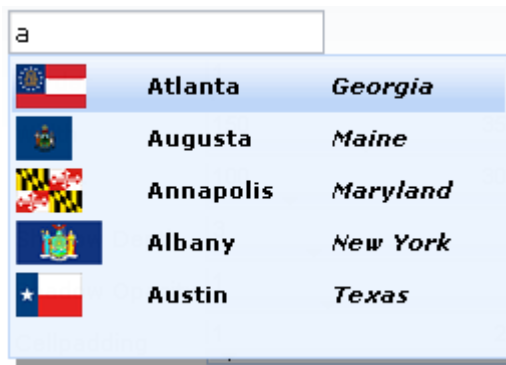 a
Atlanta Georgia
Augusta Maine
Annapolis Maryland
Albany New York
Austin Texas